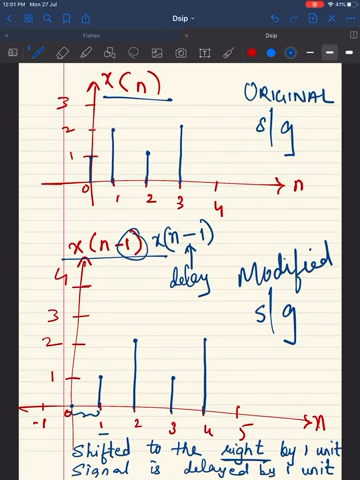 12:01 PM Mon 27 Jul
41%
Dsip
Fishes
Dsip
x(n)
ORIGINAL
s/g
3
2
1
0 1 2 3 4 n
x(n-1) x(n-1)
delay
Modified
s/g
4
3
2
1
-1 0 1 2 3 4 5 n
Shifted to the right by 1 unit
Signal is delayed by 1 unit